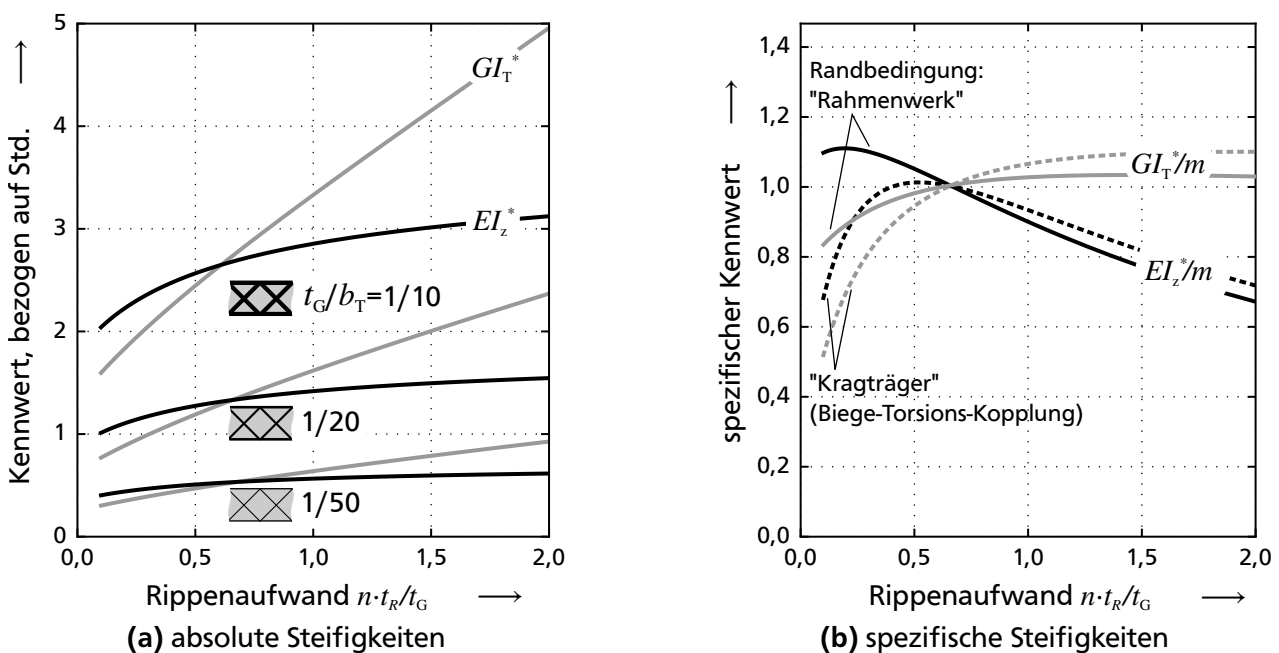 Kennwert, bezogen auf Std.
5
4
3
2
1
0
GI_T^*
EI_z^*
t_G/b_T=1/10
1/20
1/50
0,0
0,5
1,0
1,5
2,0
Rippenaufwand n·t_R/t_G
(a) absolute Steifigkeiten
spezifischer Kennwert
1,4
1,2
1,0
0,8
0,6
0,4
0,2
0,0
Randbedingung:
"Rahmenwerk"
GI_T^*/m
EI_z^*/m
"Kragträger"
(Biege-Torsions-Kopplung)
0,0
0,5
1,0
1,5
2,0
Rippenaufwand n·t_R/t_G
(b) spezifische Steifigkeiten